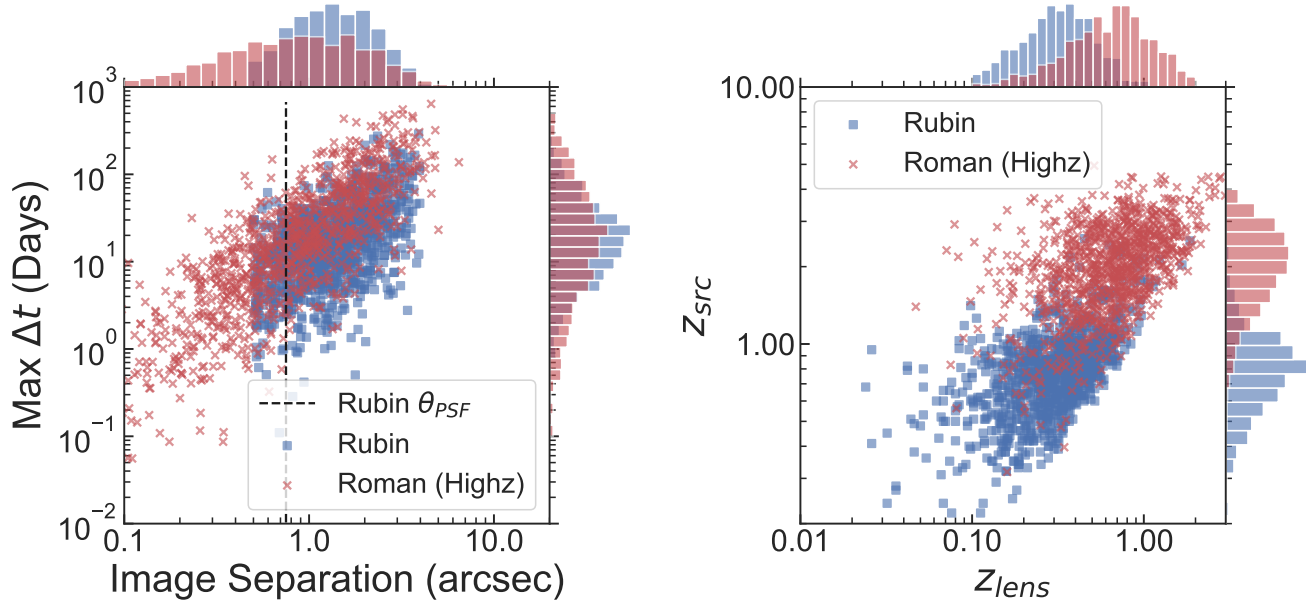 10³
10²
10¹
10⁰
10⁻¹
10⁻²
Max Δt (Days)
0.1
1.0
10.0
Image Separation (arcsec)
Rubin θ_PSF
Rubin
Roman (Highz)
10.00
1.00
z_src
0.01
0.10
1.00
z_lens
Rubin
Roman (Highz)